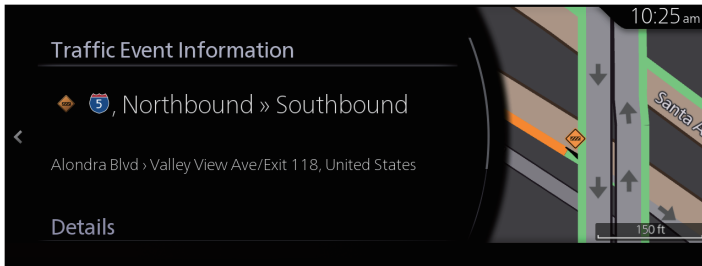 10:25 am
Traffic Event Information
5, Northbound » Southbound
Alondra Blvd › Valley View Ave/Exit 118, United States
Details
Santa A
150 ft